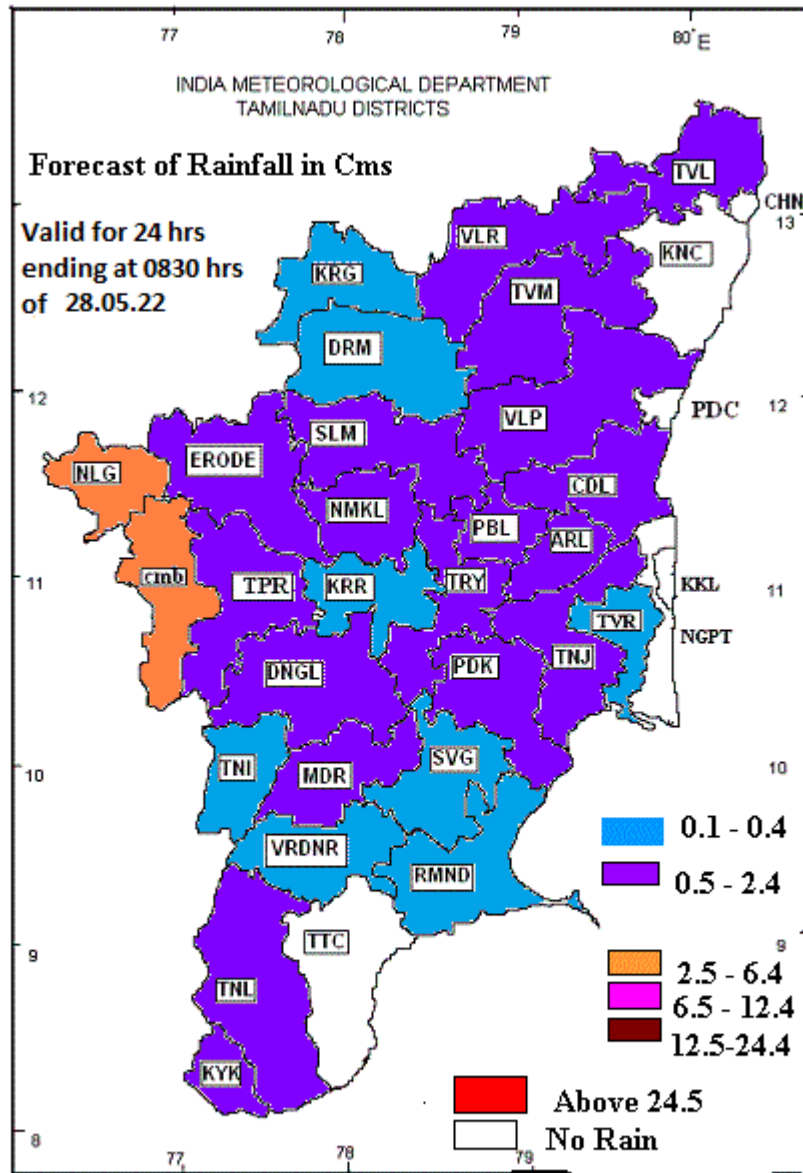 77 78 79 80° E
INDIA METEOROLOGICAL DEPARTMENT
TAMILNADU DISTRICTS
Forecast of Rainfall in Cms
Valid for 24 hrs
ending at 0830 hrs
of 28.05.22
TVL
CHN
13
VLR
KNC
KRG
TVM
DRM
12
12
PDC
VLP
SLM
ERODE
NLG
CDL
NMKL
PBL
ARL
11
cmb
TPR
KRR
TRY
KKL
11
TVR
NGPT
DNGL
PDK
TNJ
10
TNI
MDR
SVG
10
0.1 - 0.4
VRDNR
RMND
0.5 - 2.4
9
TTC
9
2.5 - 6.4
TNL
6.5 - 12.4
12.5-24.4
KYK
Above 24.5
8
No Rain
77 78 79